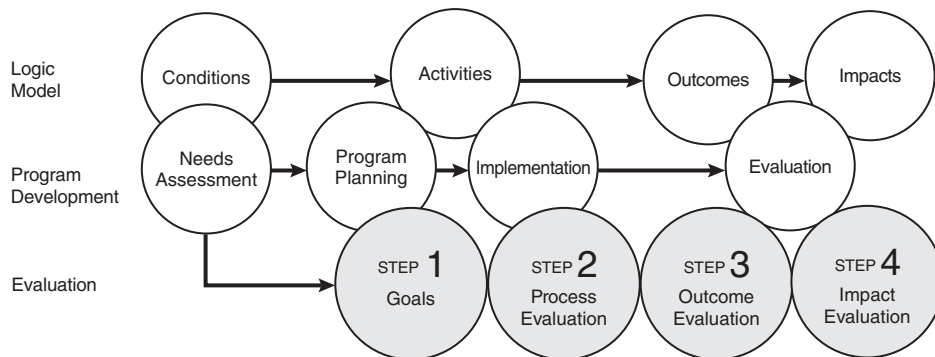 Logic
Model
Conditions
Activities
Outcomes
Impacts
Program
Development
Needs
Assessment
Program
Planning
Implementation
Evaluation
Evaluation
STEP 1
Goals
STEP 2
Process
Evaluation
STEP 3
Outcome
Evaluation
STEP 4
Impact
Evaluation